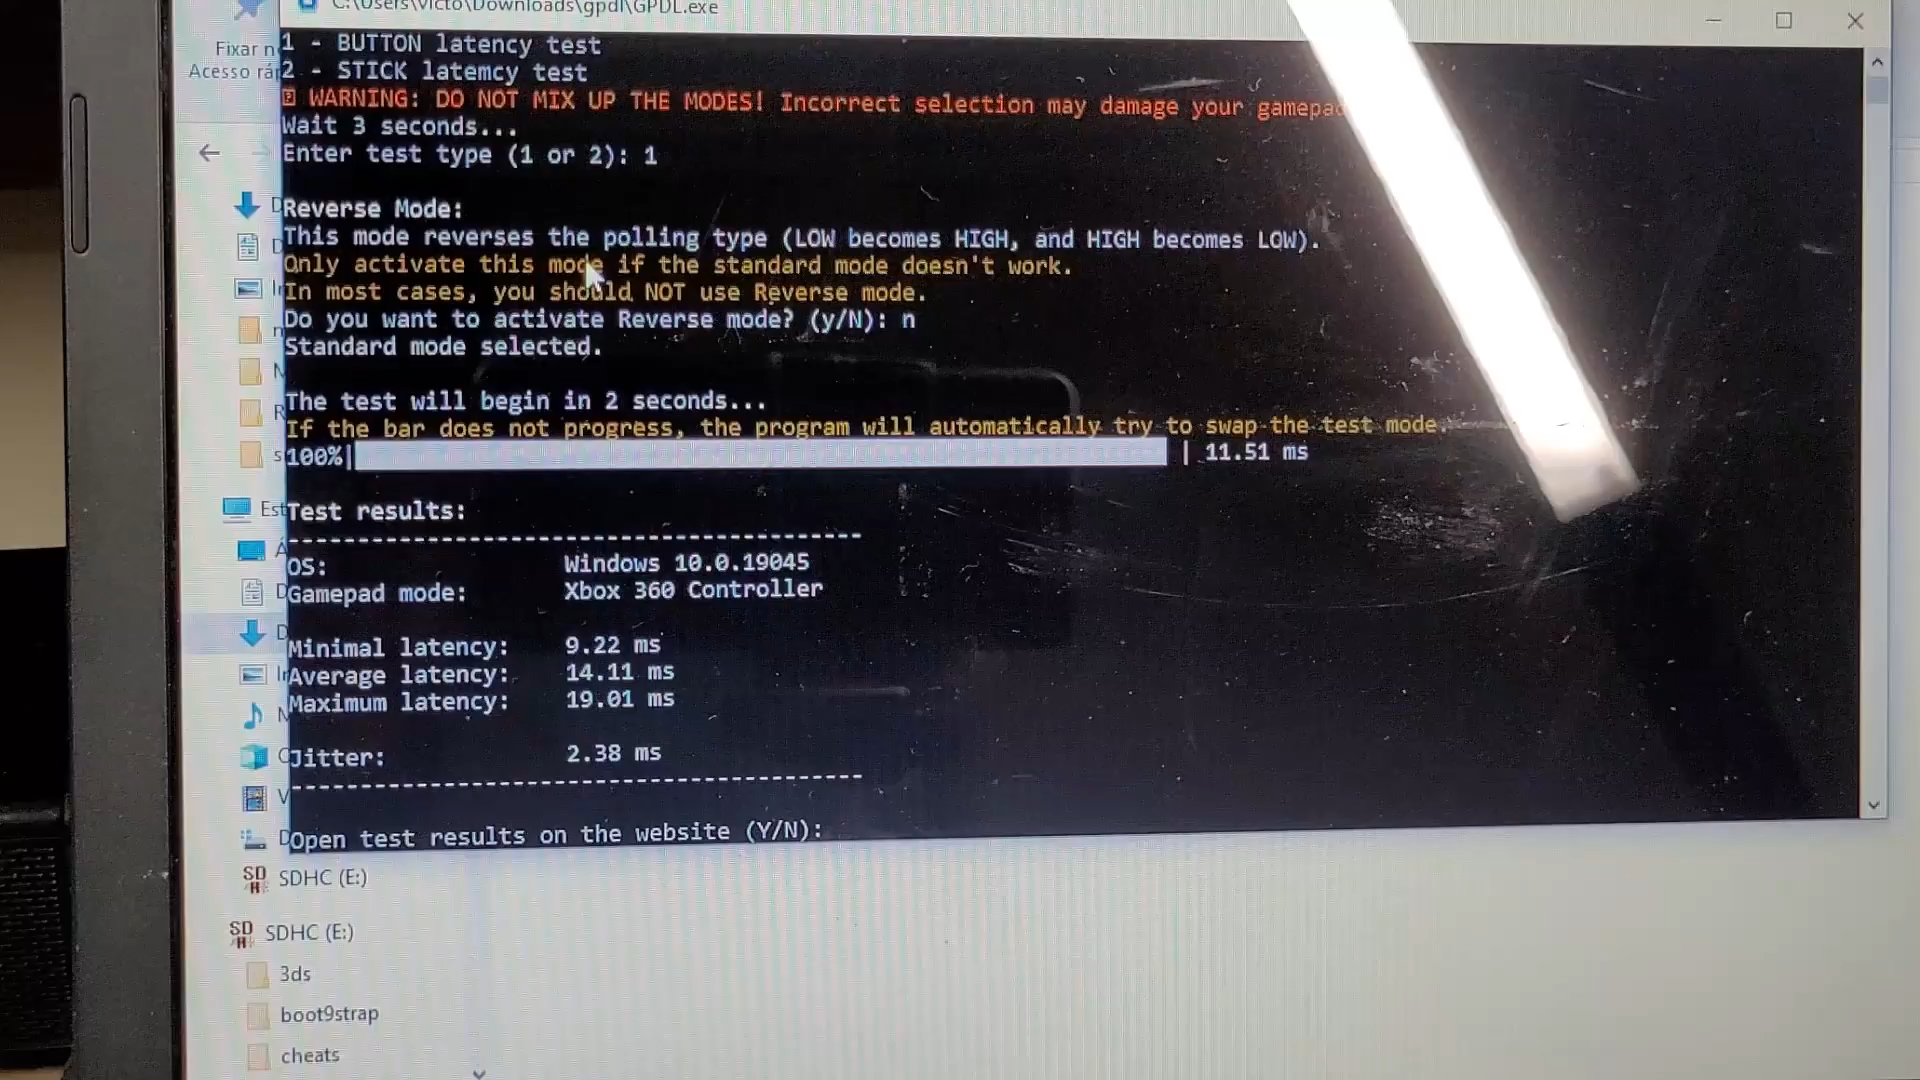 C:\Users\victo\Downloads\gpdl\GPDL.exe
Fixar n
Acesso ráp
1 - BUTTON latency test
2 - STICK latemcy test
WARNING: DO NOT MIX UP THE MODES! Incorrect selection may damage your gamepad
Wait 3 seconds...
Enter test type (1 or 2): 1
Reverse Mode:
This mode reverses the polling type (LOW becomes HIGH, and HIGH becomes LOW).
Only activate this mode if the standard mode doesn't work.
In most cases, you should NOT use Reverse mode.
Do you want to activate Reverse mode? (y/N): n
Standard mode selected.
The test will begin in 2 seconds...
If the bar does not progress, the program will automatically try to swap the test mode.
100%| | 11.51 ms
Test results:
----------------------------------------
OS: Windows 10.0.19045
Gamepad mode: Xbox 360 Controller
Minimal latency: 9.22 ms
Average latency: 14.11 ms
Maximum latency: 19.01 ms
Jitter: 2.38 ms
----------------------------------------
Open test results on the website (Y/N):
Est
SDHC (E:)
SDHC (E:)
3ds
boot9strap
cheats